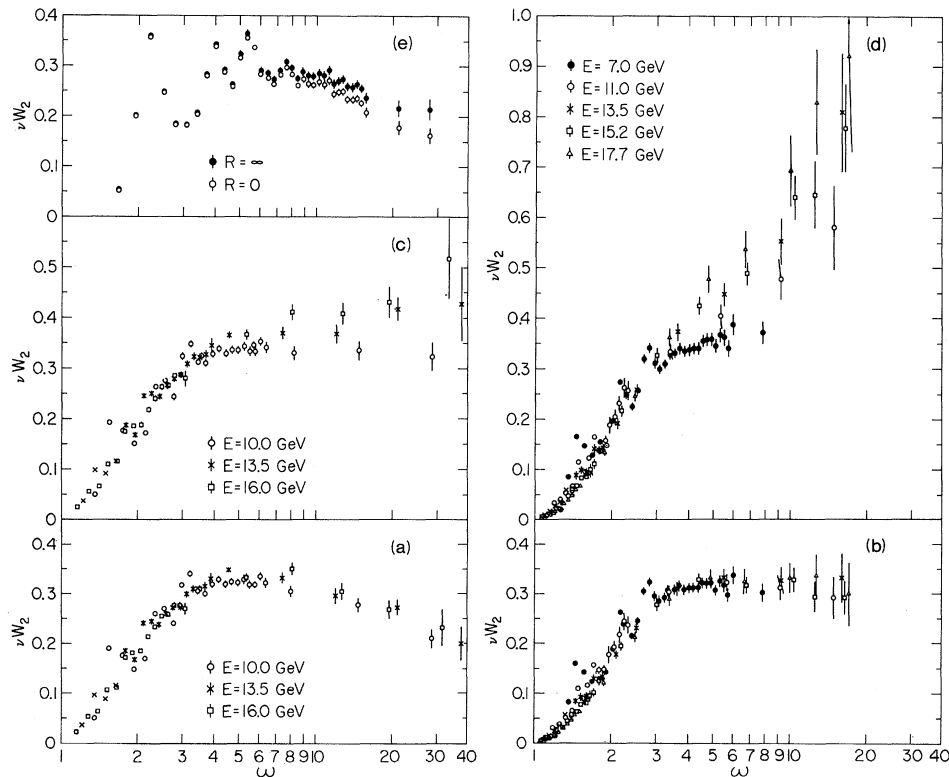 0.4
0.3
0.2
0.1
0
νW₂
(e)
R = ∞
R = 0
0.5
0.4
0.3
0.2
0.1
0
νW₂
(c)
E = 10.0 GeV
E = 13.5 GeV
E = 16.0 GeV
0.4
0.3
0.2
0.1
0
νW₂
(a)
E = 10.0 GeV
E = 13.5 GeV
E = 16.0 GeV
1 2 3 4 5 6 7 8 9 10 20 30 40
ω
1.0
0.9
0.8
0.7
0.6
0.5
0.4
0.3
0.2
0.1
0
νW₂
(d)
E = 7.0 GeV
E = 11.0 GeV
E = 13.5 GeV
E = 15.2 GeV
E = 17.7 GeV
0.4
0.3
0.2
0.1
0
νW₂
(b)
1 2 3 4 5 6 7 8 9 10 20 30 40
ω